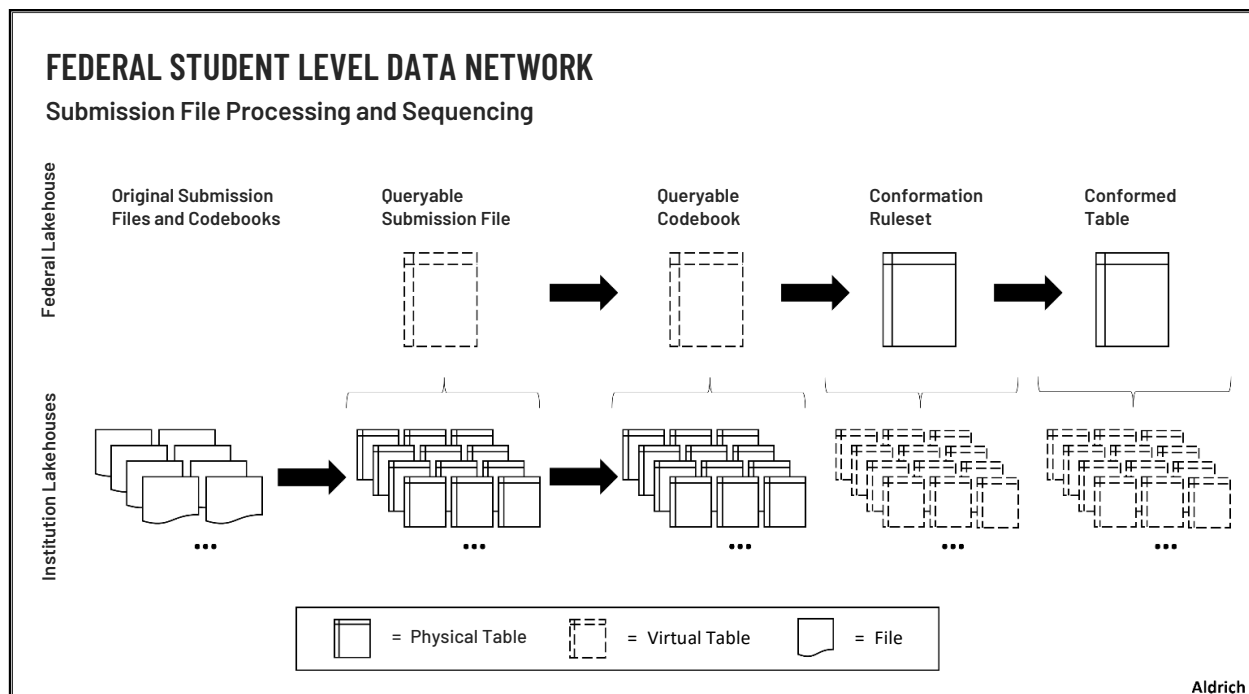 FEDERAL STUDENT LEVEL DATA NETWORK
Submission File Processing and Sequencing
Federal Lakehouse
Original Submission
Files and Codebooks
Queryable
Submission File
Queryable
Codebook
Conformation
Ruleset
Conformed
Table
Institution Lakehouses
...
...
...
...
...
= Physical Table
= Virtual Table
= File
Aldrich